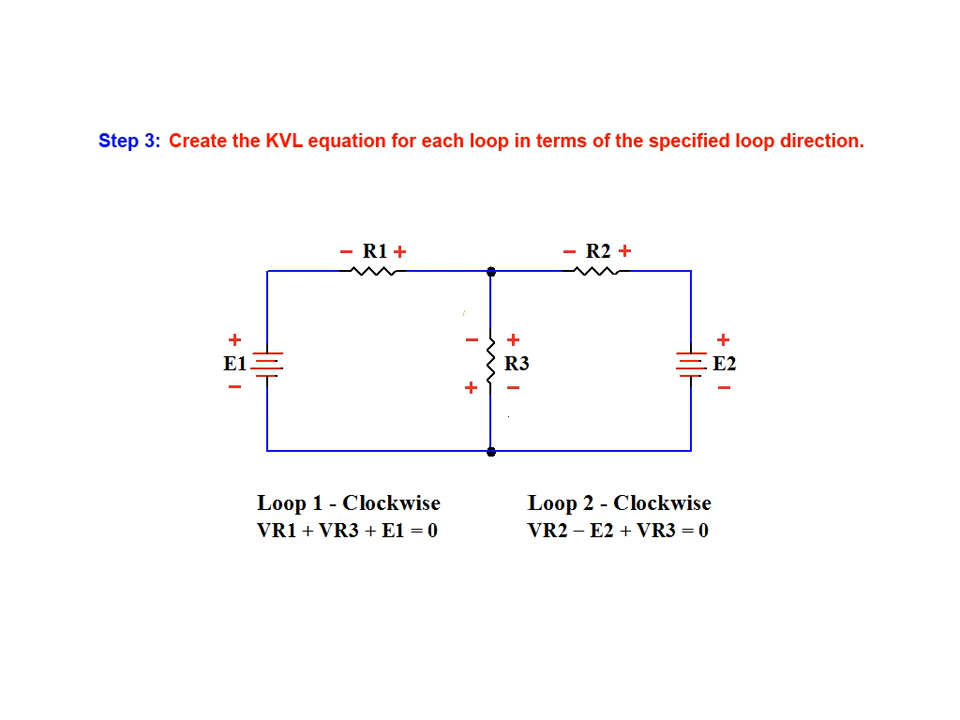 Step 3: Create the KVL equation for each loop in terms of the specified loop direction.
− R1 +
− R2 +
+
E1
−
− +
R3
+ −
+
E2
−
Loop 1 - Clockwise
VR1 + VR3 + E1 = 0
Loop 2 - Clockwise
VR2 − E2 + VR3 = 0